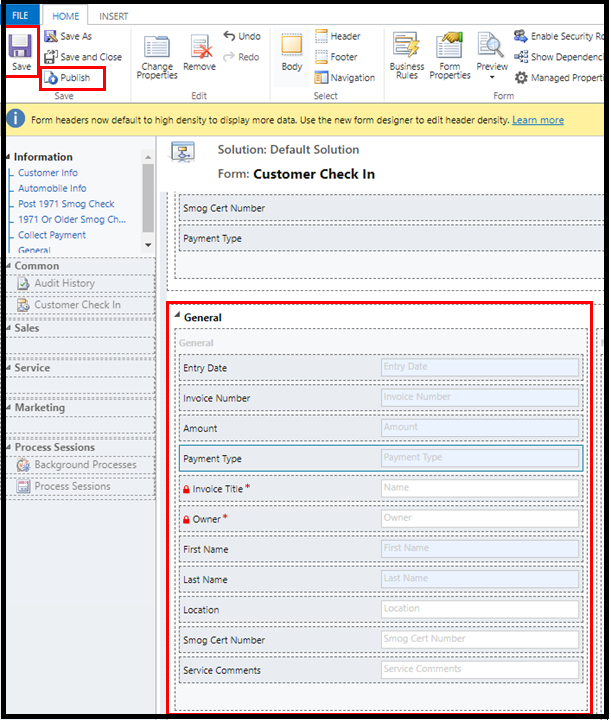 FILE HOME INSERT
Save
Save As
Save and Close
Publish
Save
Change Properties
Remove
Undo
Redo
Edit
Body
Header
Footer
Navigation
Select
Business Rules
Form Properties
Preview
Enable Security Ro
Show Dependenci
Managed Properti
Form
Form headers now default to high density to display more data. Use the new form designer to edit header density. Learn more
Information
Customer Info
Automobile Info
Post 1971 Smog Check
1971 Or Older Smog Ch...
Collect Payment
General
Common
Audit History
Customer Check In
Sales
Service
Marketing
Process Sessions
Background Processes
Process Sessions
Solution: Default Solution
Form: Customer Check In
Smog Cert Number
Payment Type
General
General
Entry Date Entry Date
Invoice Number Invoice Number
Amount Amount
Payment Type Payment Type
Invoice Title * Name
Owner * Owner
First Name First Name
Last Name Last Name
Location Location
Smog Cert Number Smog Cert Number
Service Comments Service Comments